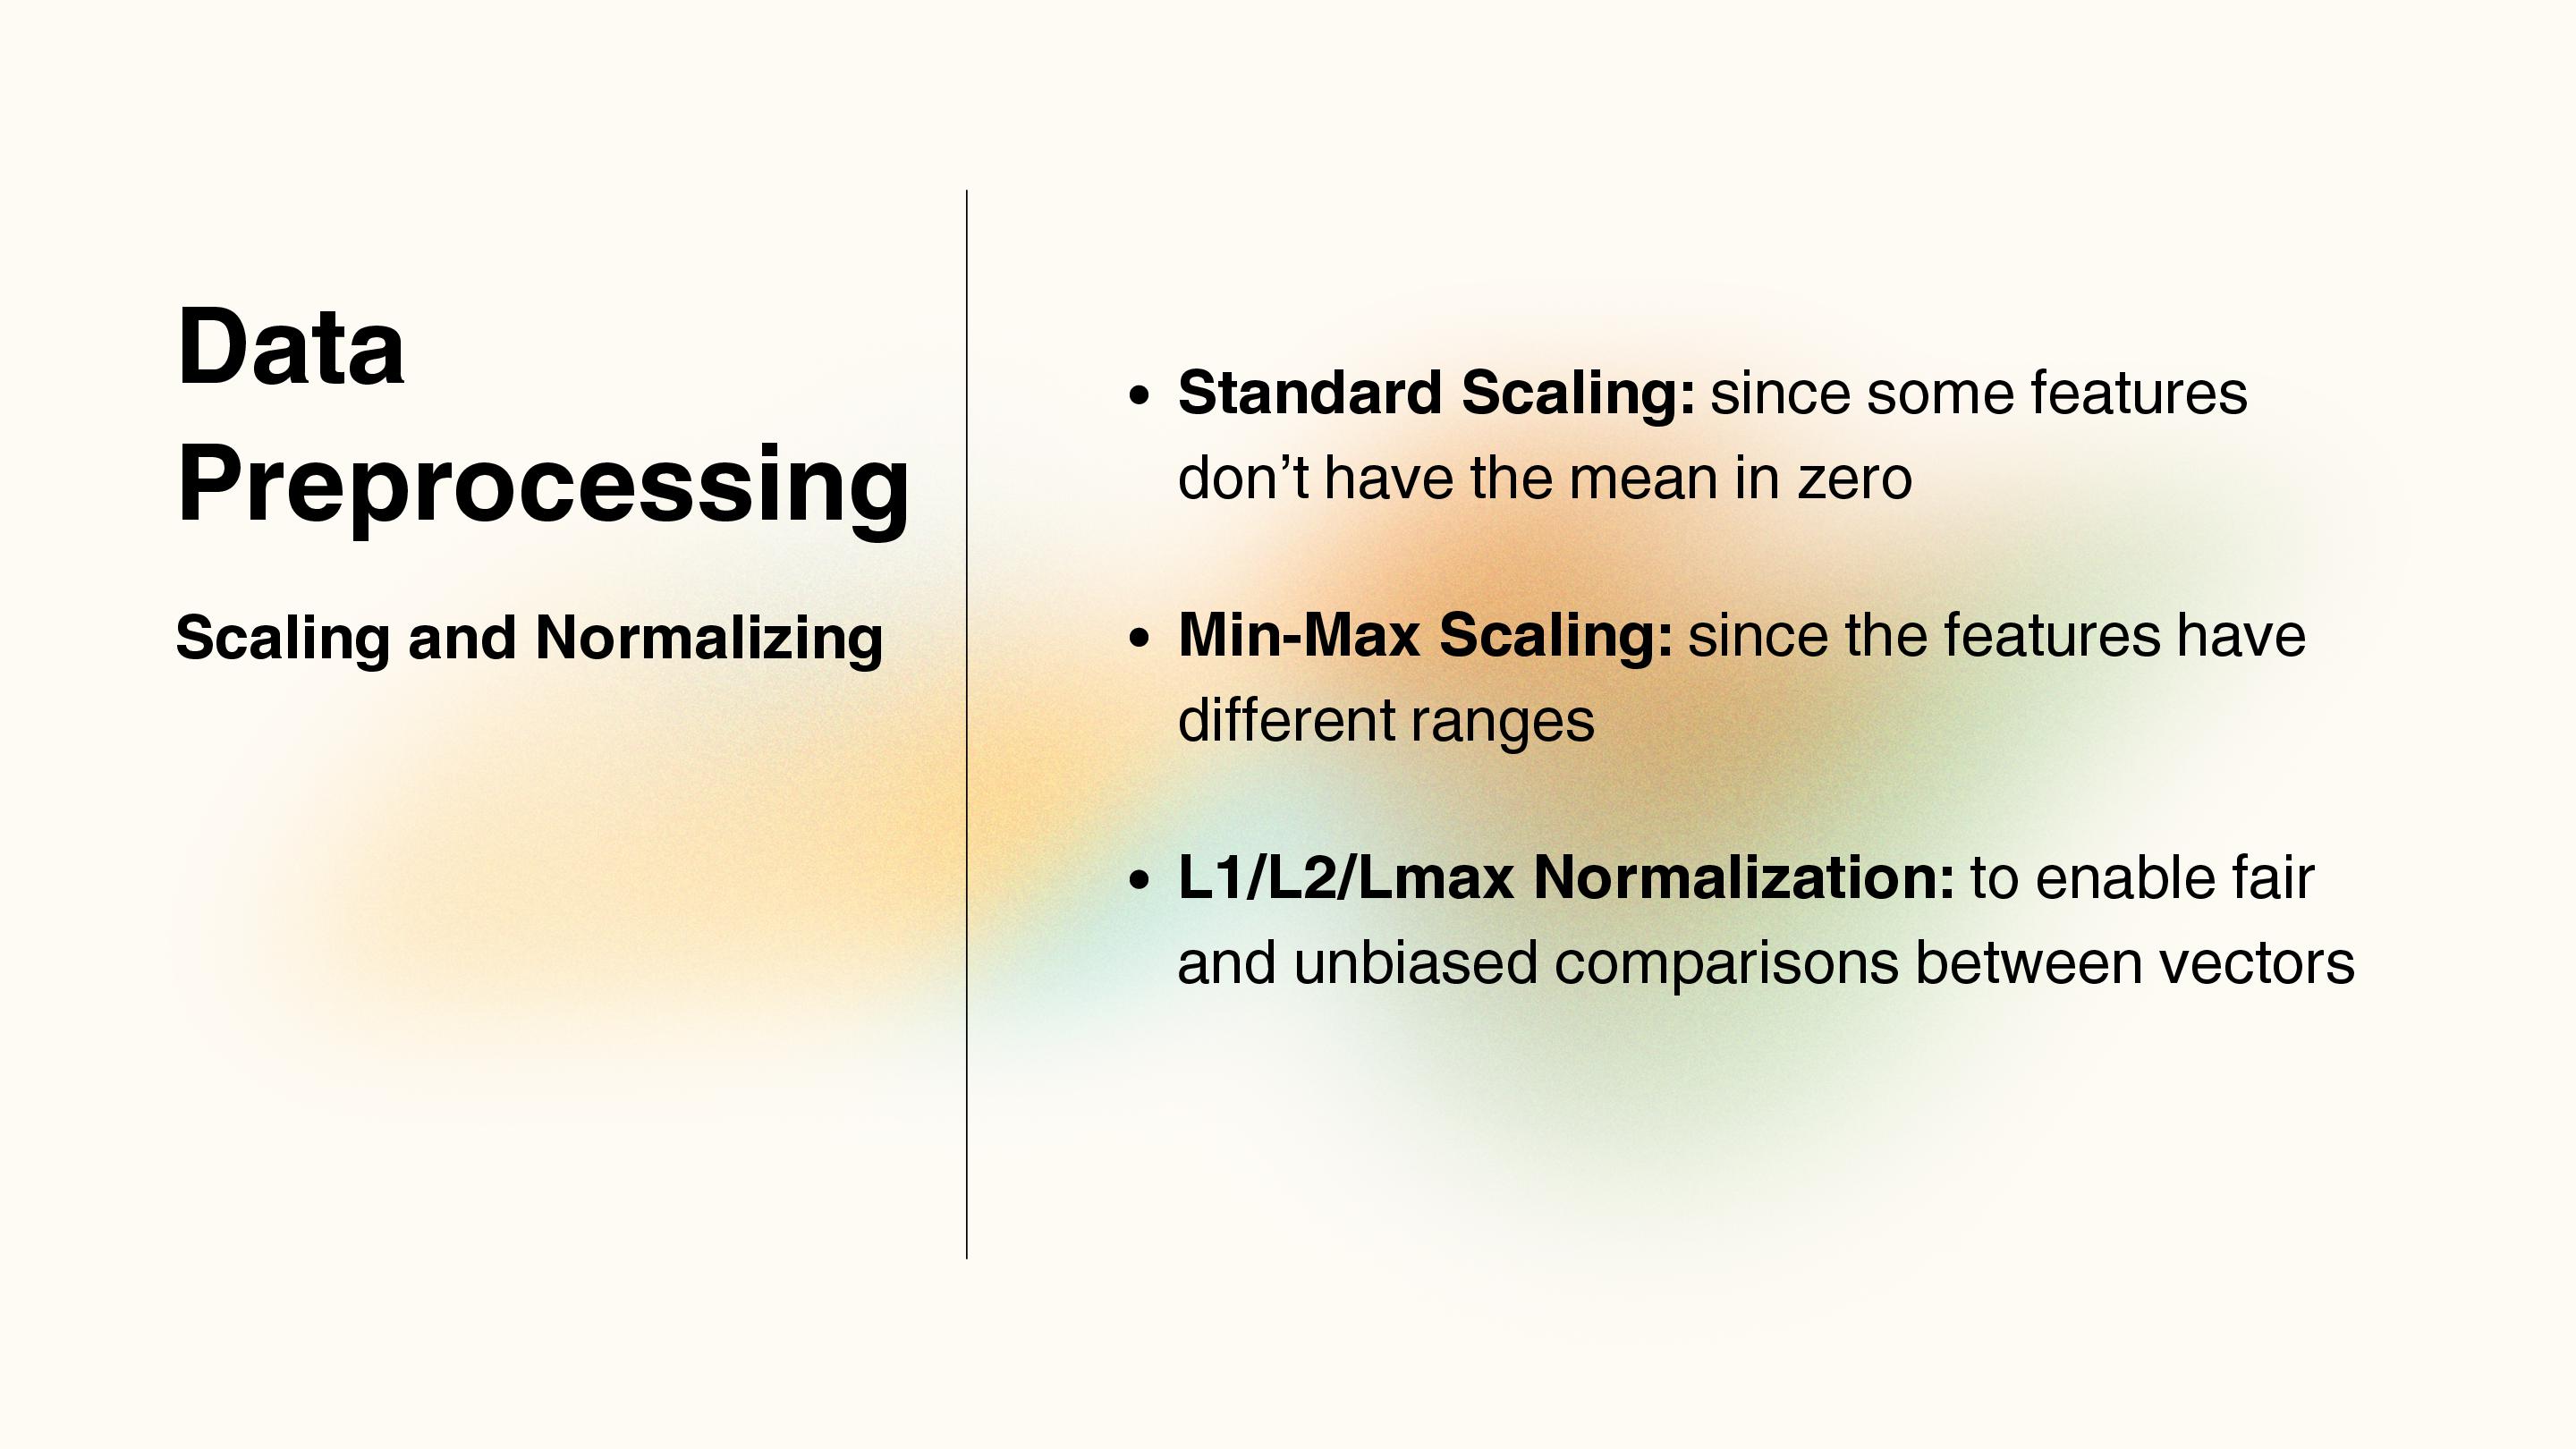 Data
Preprocessing
Scaling and Normalizing
• Standard Scaling: since some features
don’t have the mean in zero
• Min-Max Scaling: since the features have
different ranges
• L1/L2/Lmax Normalization: to enable fair
and unbiased comparisons between vectors